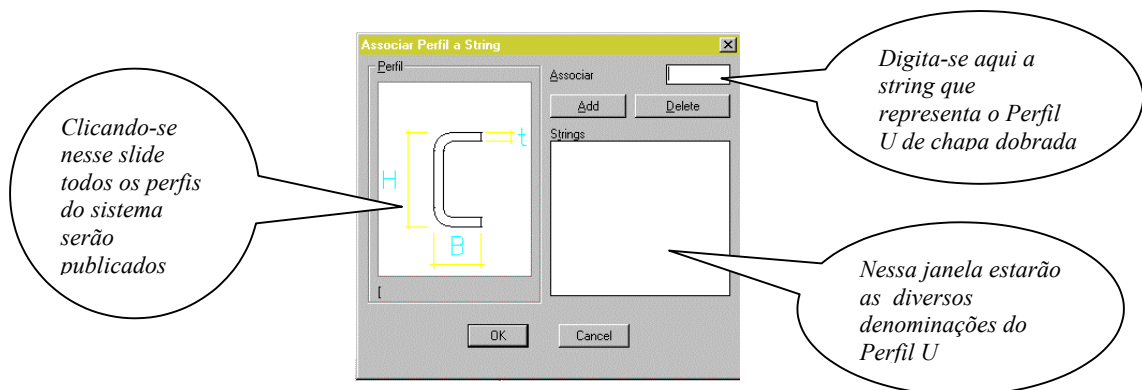 Associar Perfil a String
Perfil
t
H
B
[
Associar
Add Delete
Strings
OK Cancel
Clicando-se
nesse slide
todos os perfis
do sistema
serão
publicados
Digita-se aqui a
string que
representa o Perfil
U de chapa dobrada
Nessa janela estarão
as diversos
denominações do
Perfil U